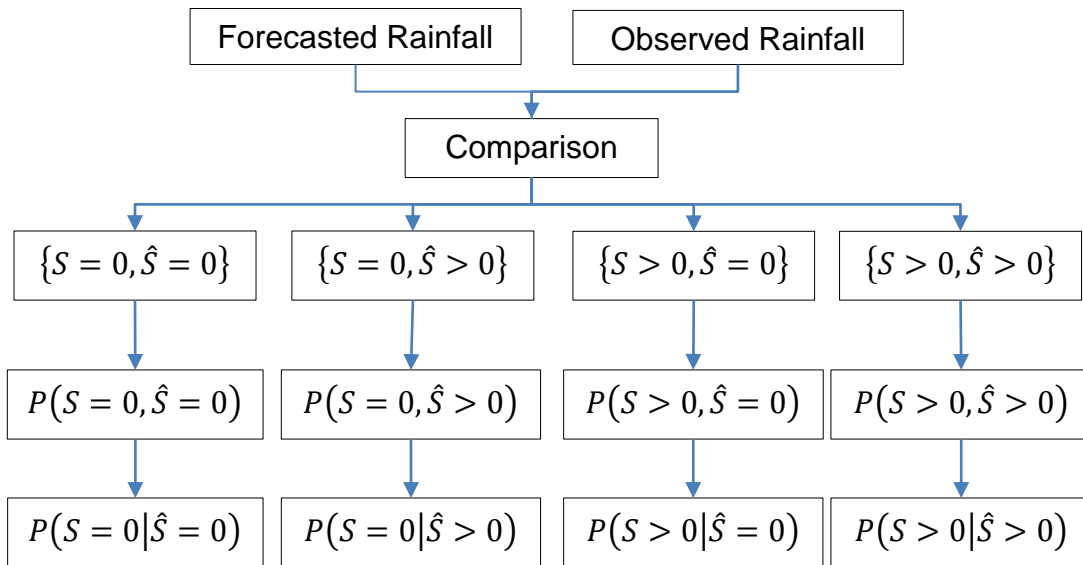 Forecasted Rainfall
Observed Rainfall
Comparison
{𝑆 = 0, 𝑆̂ = 0}
{𝑆 = 0, 𝑆̂ > 0}
{𝑆 > 0, 𝑆̂ = 0}
{𝑆 > 0, 𝑆̂ > 0}
𝑃(𝑆 = 0, 𝑆̂ = 0)
𝑃(𝑆 = 0, 𝑆̂ > 0)
𝑃(𝑆 > 0, 𝑆̂ = 0)
𝑃(𝑆 > 0, 𝑆̂ > 0)
𝑃(𝑆 = 0|𝑆̂ = 0)
𝑃(𝑆 = 0|𝑆̂ > 0)
𝑃(𝑆 > 0|𝑆̂ = 0)
𝑃(𝑆 > 0|𝑆̂ > 0)